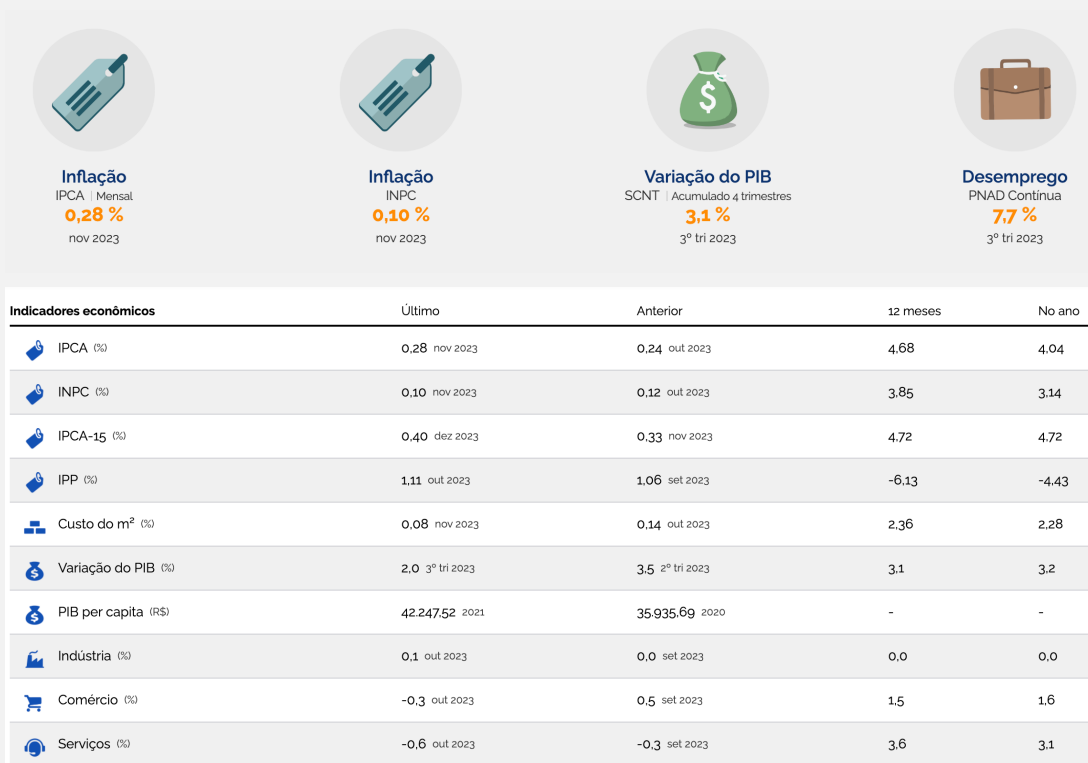 Inflação Inflação Variação do PIB Desemprego
IPCA | Mensal INPC SCNT | Acumulado 4 trimestres PNAD Contínua
0,28 % 0,10 % 3,1 % 7,7 %
nov 2023 nov 2023 3º tri 2023 3º tri 2023
Indicadores econômicos Último Anterior 12 meses No ano
IPCA (%) 0,28 nov 2023 0,24 out 2023 4,68 4,04
INPC (%) 0,10 nov 2023 0,12 out 2023 3,85 3,14
IPCA-15 (%) 0,40 dez 2023 0,33 nov 2023 4,72 4,72
IPP (%) 1,11 out 2023 1,06 set 2023 -6,13 -4,43
Custo do m² (%) 0,08 nov 2023 0,14 out 2023 2,36 2,28
Variação do PIB (%) 2,0 3º tri 2023 3,5 2º tri 2023 3,1 3,2
PIB per capita (R$) 42.247,52 2021 35.935,69 2020 - -
Indústria (%) 0,1 out 2023 0,0 set 2023 0,0 0,0
Comércio (%) -0,3 out 2023 0,5 set 2023 1,5 1,6
Serviços (%) -0,6 out 2023 -0,3 set 2023 3,6 3,1